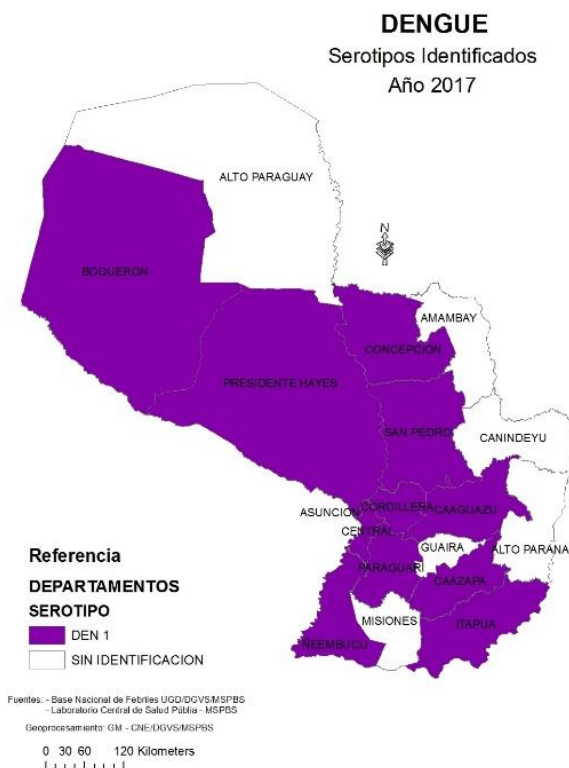 DENGUE
Serotipos Identificados
Año 2017
ALTO PARAGUAY
N
BOQUERON
AMAMBAY
CONCEPCION
PRESIDENTE HAYES
SAN PEDRO
CANINDEYU
CORDILLERA
CAAGUAZU
ASUNCION
CENTRAL
GUAIRA
ALTO PARANA
PARAGUARI
CAAZAPA
MISIONES
ITAPUA
ÑEEMBUCU
Referencia
DEPARTAMENTOS
SEROTIPO
DEN 1
SIN IDENTIFICACION
Fuentes: - Base Nacional de Febriles UGD/DGVS/MSPBS
- Laboratorio Central de Salud Públia - MSPBS
Geoprocesamiento: GM - CNE/DGVS/MSPBS
0 30 60 120 Kilometers